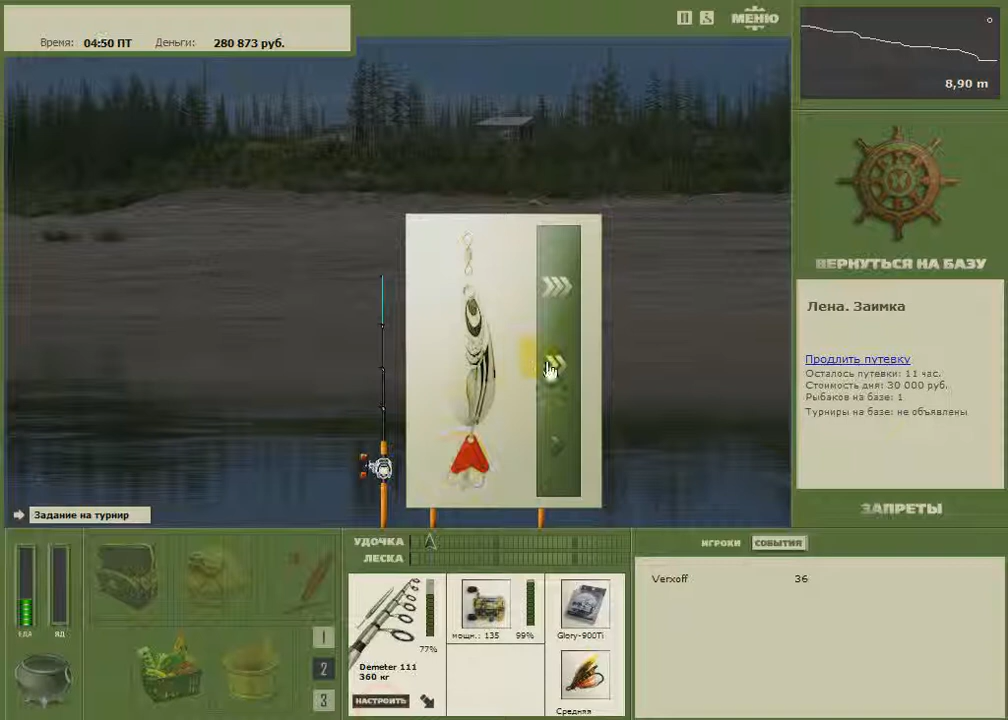 МЕНЮ
Время: 04:50 ПТ Деньги: 280 873 руб.
8,90 m
ВЕРНУТЬСЯ НА БАЗУ
Лена. Заимка
Продлить путевку
Осталось путевки: 11 час.
Стоимость дня: 30 000 руб.
Рыбаков на базе: 1
Турниры на базе: не объявлены
ЗАПРЕТЫ
Задание на турнир
УДОЧКА
ЛЕСКА
ИГРОКИ СОБЫТИЯ
Verxoff 36
ЕДА ЯД
1
2
3
77%
Demeter 111
360 кг
НАСТРОИТЬ
мощн.: 135 99%
Glory-900Ti
Средняя